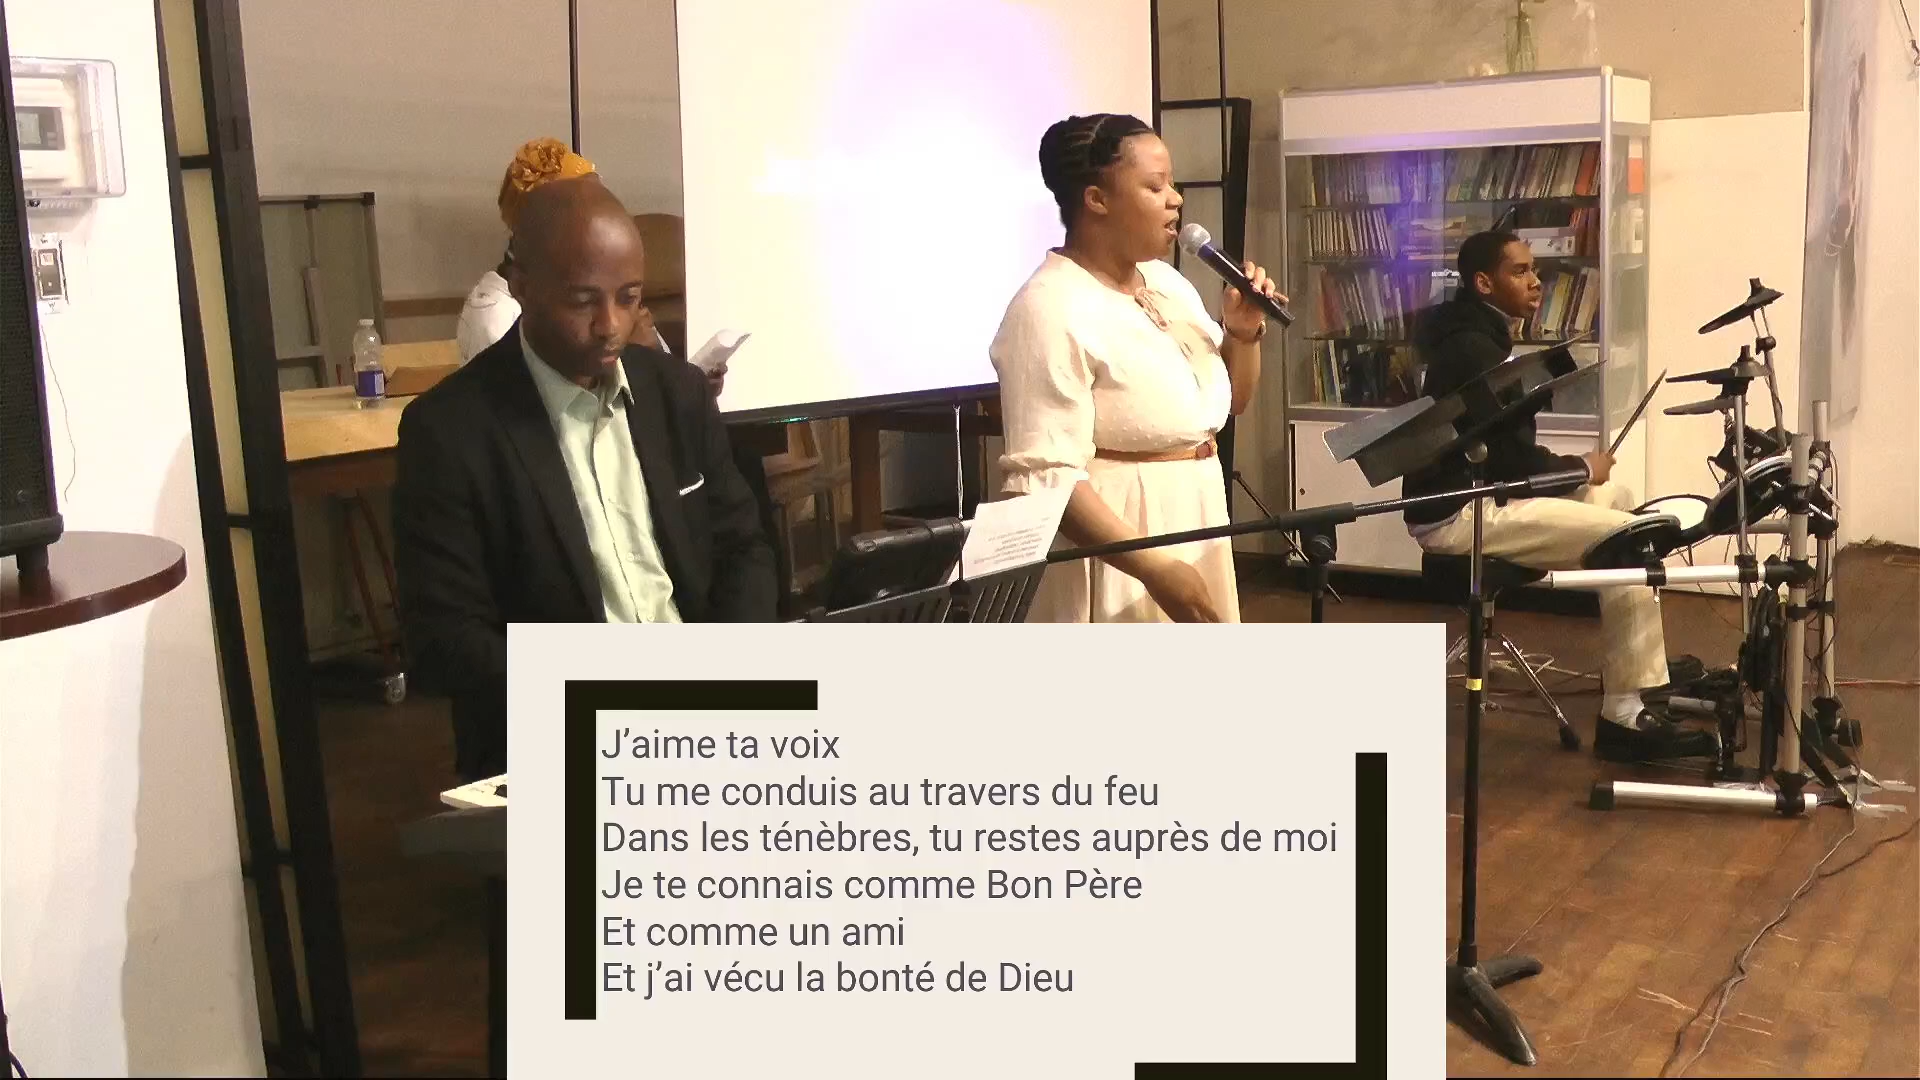 J’aime ta voix
Tu me conduis au travers du feu
Dans les ténèbres, tu restes auprès de moi
Je te connais comme Bon Père
Et comme un ami
Et j’ai vécu la bonté de Dieu